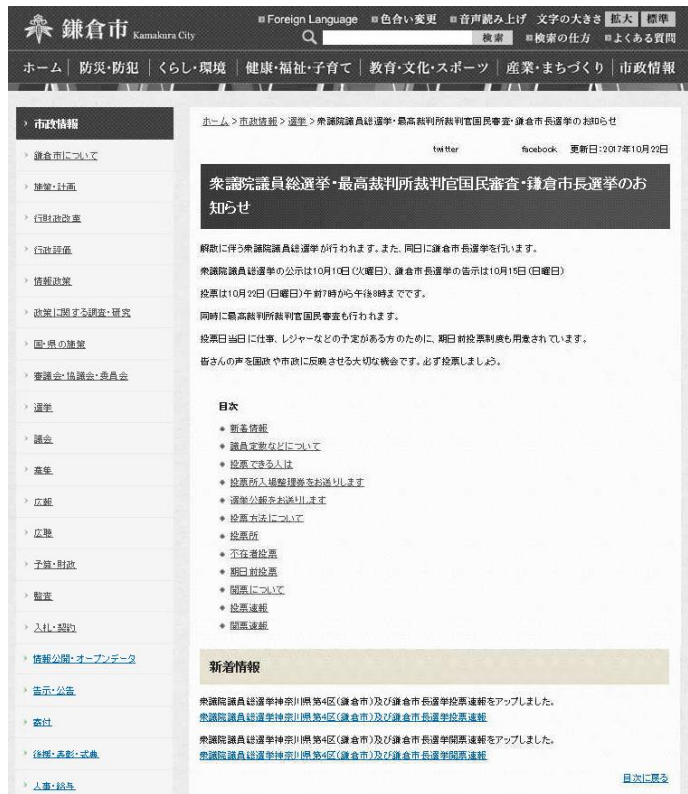 鎌倉市 Kamakura City
Foreign Language 色合い変更 音声読み上げ 文字の大きさ 拡大 標準
検索 検索の仕方 よくある質問
ホーム 防災・防犯 くらし・環境 健康・福祉・子育て 教育・文化・スポーツ 産業・まちづくり 市政情報
市政情報
鎌倉市について
施策・計画
行財政改革
行政評価
情報政策
政策に関する調査・研究
国・県の施策
審議会・協議会・委員会
選挙
議会
募集
広報
広聴
予算・財政
監査
入札・契約
情報公開・オープンデータ
告示・公告
寄付
後援・表彰・式典
人事・給与
ホーム > 市政情報 > 選挙 > 衆議院議員総選挙・最高裁判所裁判官国民審査・鎌倉市長選挙のお知らせ
twitter facebook 更新日:2017年10月22日
衆議院議員総選挙・最高裁判所裁判官国民審査・鎌倉市長選挙のお
知らせ
解散に伴う衆議院議員総選挙が行われます。また、同日に鎌倉市長選挙を行います。
衆議院議員総選挙の公示は10月10日(火曜日)、鎌倉市長選挙の告示は10月15日(日曜日)
投票は10月22日(日曜日)午前7時から午後8時までです。
同時に最高裁判所裁判官国民審査も行われます。
投票日当日に仕事、レジャーなどの予定がある方のために、期日前投票制度も用意されています。
皆さんの声を国政や市政に反映させる大切な機会です。必ず投票しましょう。
目次
新着情報
議員定数などについて
投票できる人は
投票所入場整理券をお送りします
選挙公報をお送りします
投票方法について
投票所
不在者投票
期日前投票
開票について
投票速報
開票速報
新着情報
衆議院議員総選挙神奈川県第4区(鎌倉市)及び鎌倉市長選挙投票速報をアップしました。
衆議院議員総選挙神奈川県第4区(鎌倉市)及び鎌倉市長選挙投票速報
衆議院議員総選挙神奈川県第4区(鎌倉市)及び鎌倉市長選挙開票速報をアップしました。
衆議院議員総選挙神奈川県第4区(鎌倉市)及び鎌倉市長選挙開票速報
目次に戻る